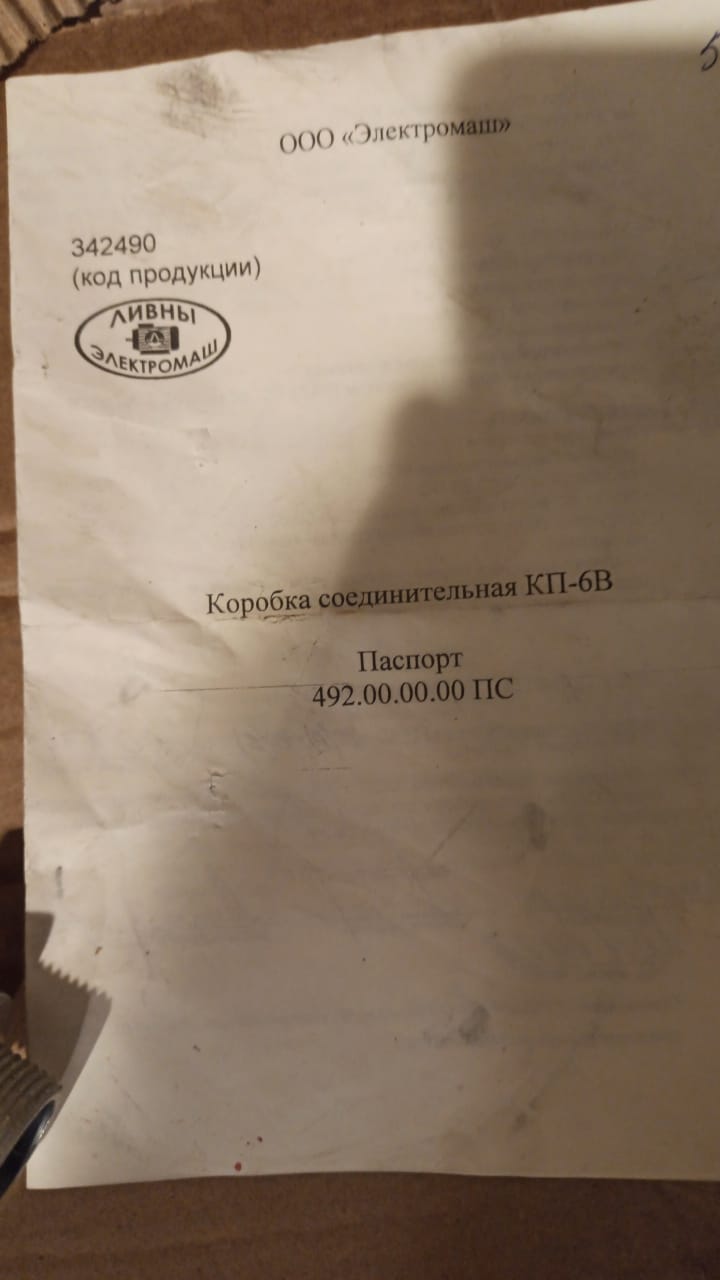 5
ООО «Электромаш»
342490
(код продукции)
ЛИВНЫ
ЭЛЕКТРОМАШ
Коробка соединительная КП-6В
Паспорт
492.00.00.00 ПС